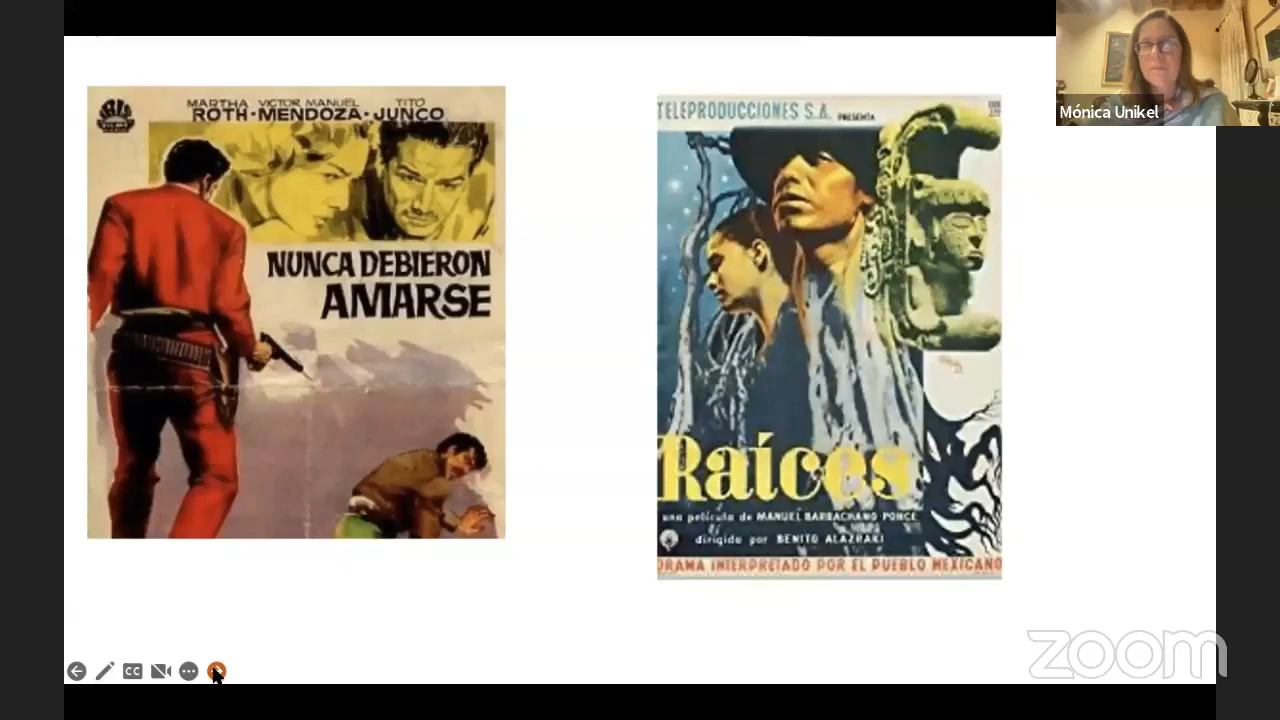 MARTHA VICTOR MANUEL TITO
ROTH-MENDOZA-JUNCO
NUNCA DEBIERON
AMARSE
TELEPRODUCCIONES S.A. PRESENTA
Raíces
una película de MANUEL BARBACHANO PONCE
dirigida por BENITO ALAZRAKI
DRAMA INTERPRETADO POR EL PUEBLO MEXICANO
Mónica Unikel
CC
zoom